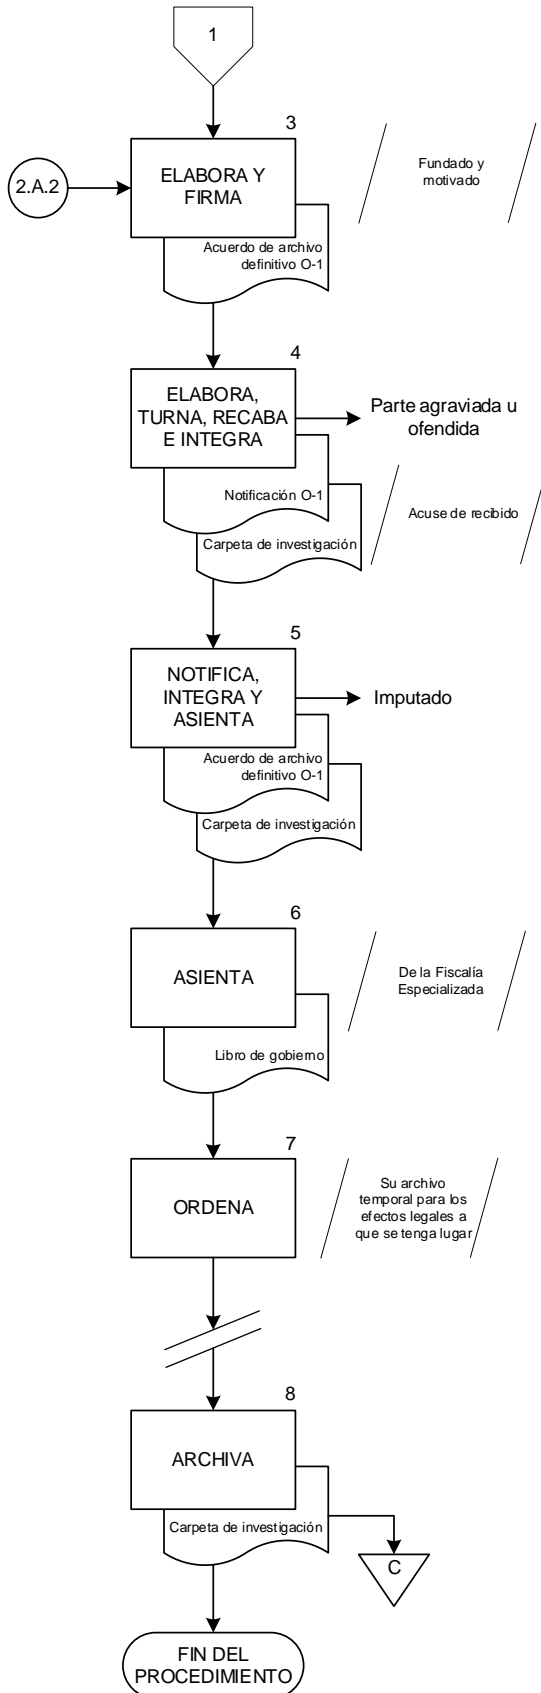 1
3
2.A.2
ELABORA Y
FIRMA
Fundado y
motivado
Acuerdo de archivo
definitivo O-1
4
ELABORA,
TURNA, RECABA
E INTEGRA
Parte agraviada u
ofendida
Notificación O-1
Acuse de recibido
Carpeta de investigación
5
NOTIFICA,
INTEGRA Y
ASIENTA
Imputado
Acuerdo de archivo
definitivo O-1
Carpeta de investigación
6
ASIENTA
De la Fiscalía
Especializada
Libro de gobierno
7
ORDENA
Su archivo
temporal para los
efectos legales a
que se tenga lugar
8
ARCHIVA
Carpeta de investigación
C
FIN DEL
PROCEDIMIENTO